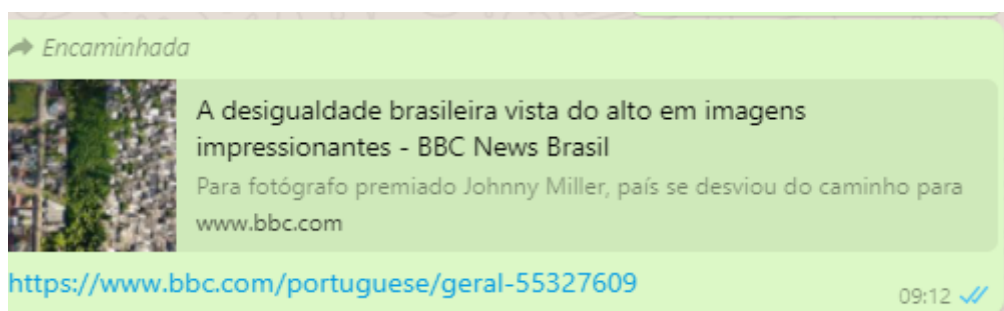 Encaminhada
A desigualdade brasileira vista do alto em imagens
impressionantes - BBC News Brasil
Para fotógrafo premiado Johnny Miller, país se desviou do caminho para
www.bbc.com
https://www.bbc.com/portuguese/geral-55327609
09:12